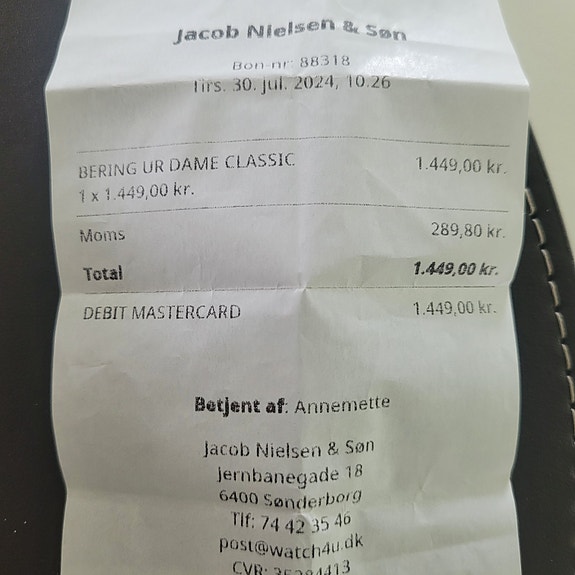 Jacob Nielsen & Søn
Bon-nr: 88318
Tirs. 30. jul. 2024, 10.26
BERING UR DAME CLASSIC 1.449,00 kr.
1 x 1.449,00 kr.
Moms 289,80 kr.
Total 1.449,00 kr.
DEBIT MASTERCARD 1.449,00 kr.
Betjent af: Annemette
Jacob Nielsen & Søn
Jernbanegade 18
6400 Sønderborg
Tlf: 74 42 35 46
post@watch4u.dk
CVR: